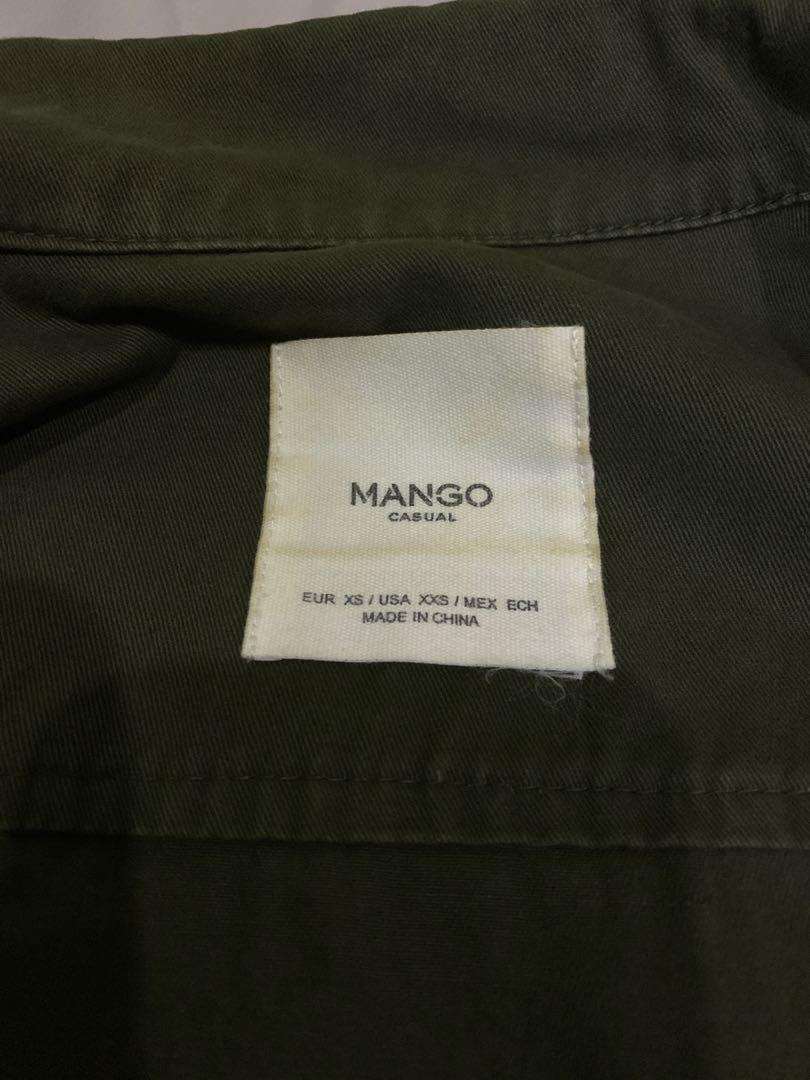 MANGO
CASUAL
EUR XS / USA XXS / MEX ECH
MADE IN CHINA